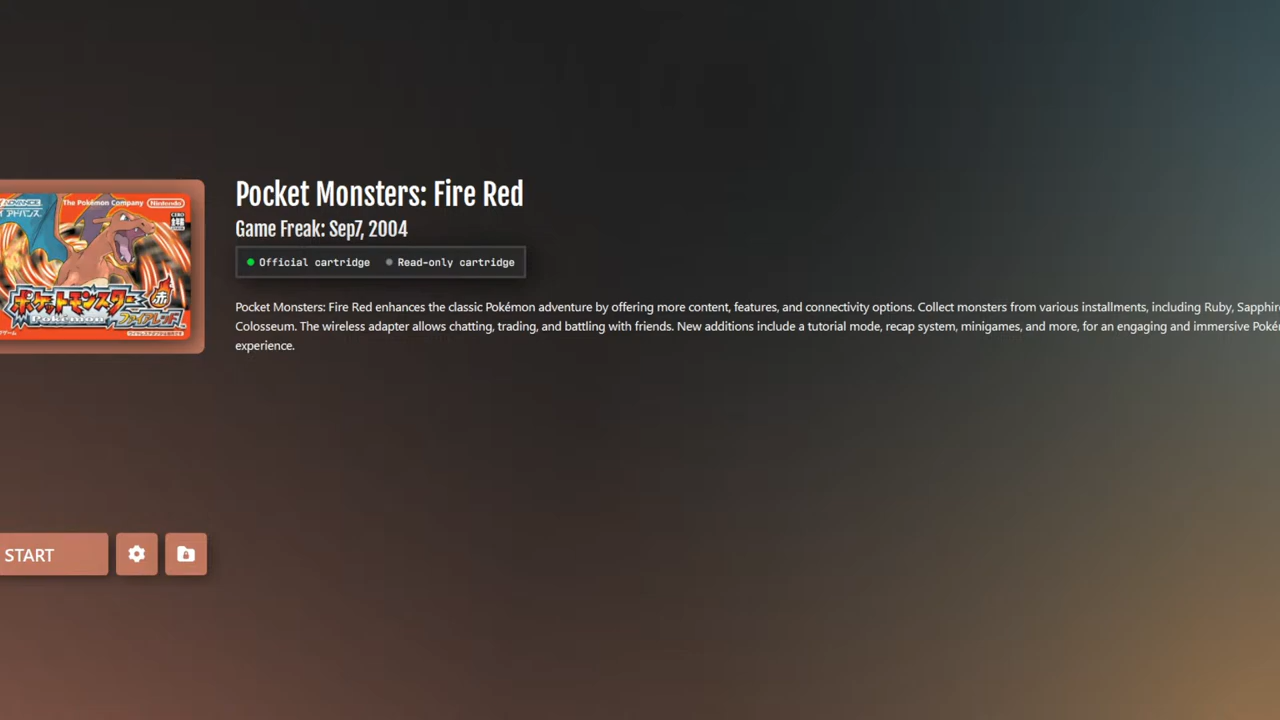 Pocket Monsters: Fire Red
Game Freak: Sep7, 2004
Official cartridge Read-only cartridge
Pocket Monsters: Fire Red enhances the classic Pokémon adventure by offering more content, features, and connectivity options. Collect monsters from various installments, including Ruby, Sapphire
Colosseum. The wireless adapter allows chatting, trading, and battling with friends. New additions include a tutorial mode, recap system, minigames, and more, for an engaging and immersive Poké
experience.
ADVANCE
アドバンス
The Pokémon Company
Nintendo
CERO
ポケットモンスター 赤
Pokémon ファイアレッド
START